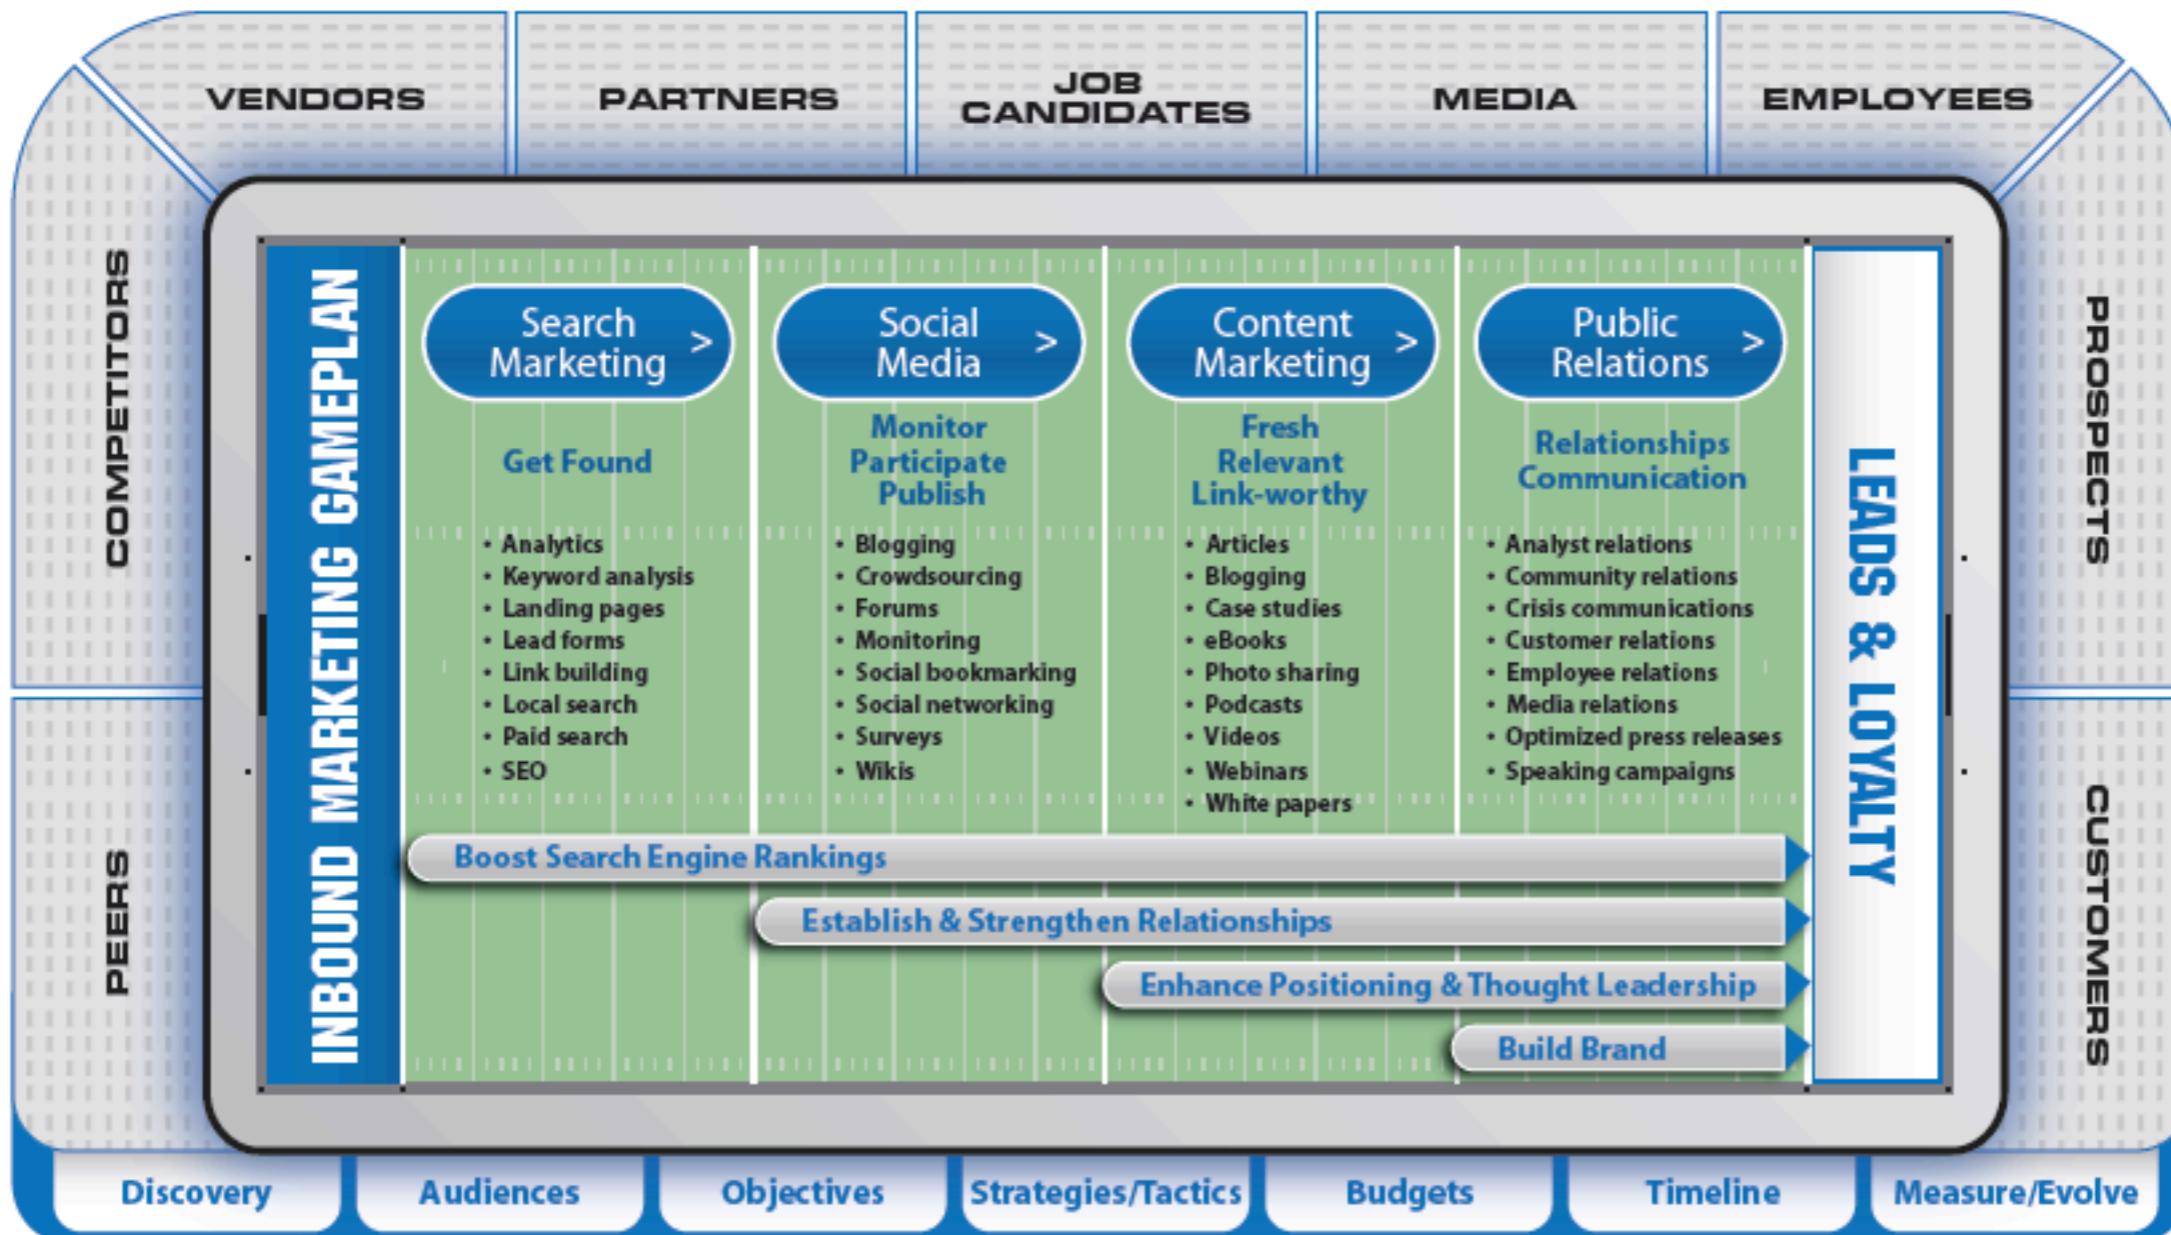 VENDORS
PARTNERS
JOB
CANDIDATES
MEDIA
EMPLOYEES
COMPETITORS
PEERS
INBOUND MARKETING GAMEPLAN
Search
Marketing
>
Get Found
• Analytics
• Keyword analysis
• Landing pages
• Lead forms
• Link building
• Local search
• Paid search
• SEO
Social
Media
>
Monitor
Participate
Publish
• Blogging
• Crowdsourcing
• Forums
• Monitoring
• Social bookmarking
• Social networking
• Surveys
• Wikis
Content
Marketing
>
Fresh
Relevant
Link-worthy
• Articles
• Blogging
• Case studies
• eBooks
• Photo sharing
• Podcasts
• Videos
• Webinars
• White papers
Public
Relations
>
Relationships
Communication
• Analyst relations
• Community relations
• Crisis communications
• Customer relations
• Employee relations
• Media relations
• Optimized press releases
• Speaking campaigns
Boost Search Engine Rankings
Establish & Strengthen Relationships
Enhance Positioning & Thought Leadership
Build Brand
LEADS & LOYALTY
PROSPECTS
CUSTOMERS
Discovery
Audiences
Objectives
Strategies/Tactics
Budgets
Timeline
Measure/Evolve